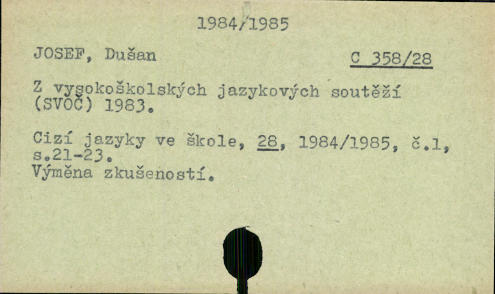 1984/1985
JOSEF, Dušan C 358/28
Z vysokoškolských jazykových soutěží
(SVOČ) 1983.
Cizí jazyky ve škole, 28, 1984/1985, č.1,
s.21-23.
Výměna zkušeností.